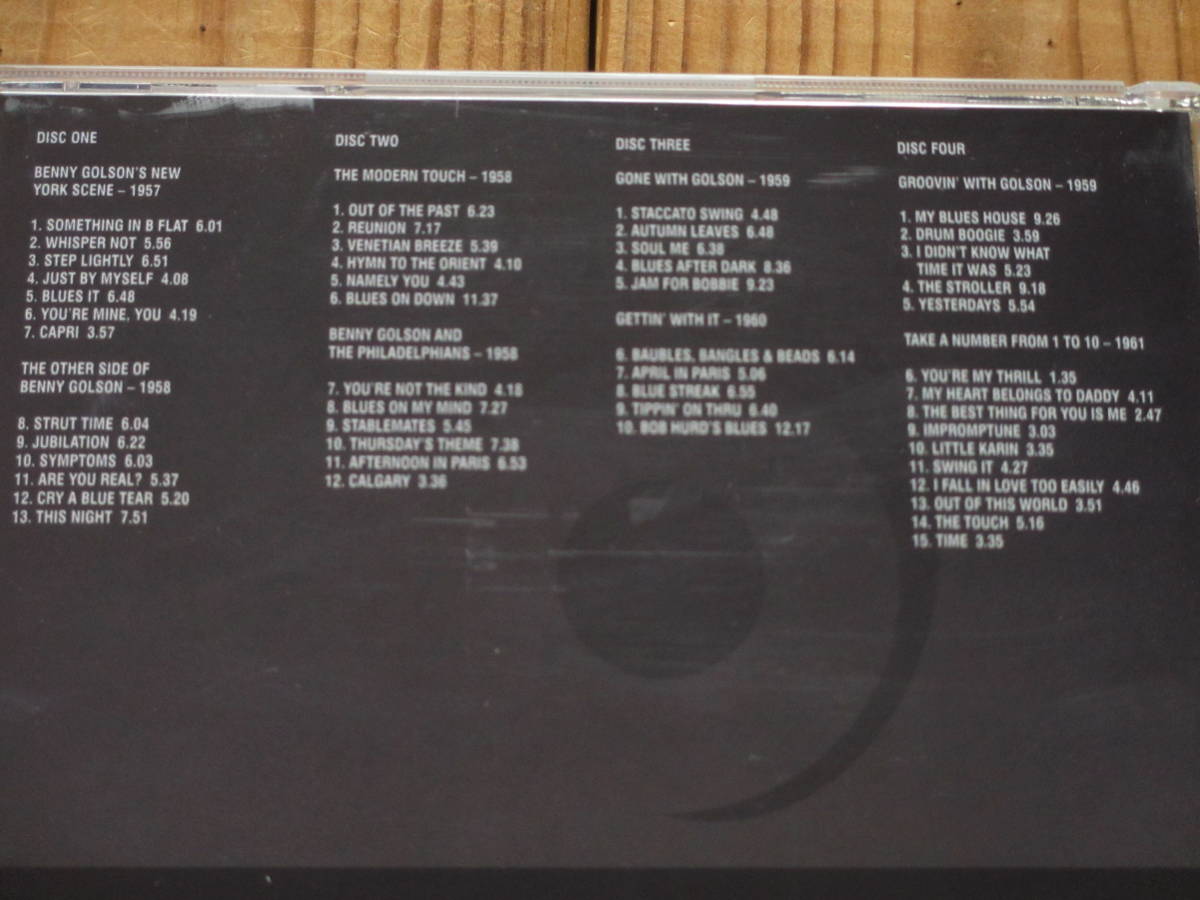 DISC ONE
BENNY GOLSON'S NEW
YORK SCENE – 1957
1. SOMETHING IN B FLAT 6.01
2. WHISPER NOT 5.56
3. STEP LIGHTLY 6.51
4. JUST BY MYSELF 4.08
5. BLUES IT 6.48
6. YOU'RE MINE, YOU 4.19
7. CAPRI 3.57
THE OTHER SIDE OF
BENNY GOLSON – 1958
8. STRUT TIME 6.04
9. JUBILATION 6.22
10. SYMPTOMS 6.03
11. ARE YOU REAL? 5.37
12. CRY A BLUE TEAR 5.20
13. THIS NIGHT 7.51
DISC TWO
THE MODERN TOUCH – 1958
1. OUT OF THE PAST 6.23
2. REUNION 7.17
3. VENETIAN BREEZE 5.39
4. HYMN TO THE ORIENT 4.10
5. NAMELY YOU 4.43
6. BLUES ON DOWN 11.37
BENNY GOLSON AND
THE PHILADELPHIANS – 1958
7. YOU'RE NOT THE KIND 4.18
8. BLUES ON MY MIND 7.27
9. STABLEMATES 5.45
10. THURSDAY'S THEME 7.38
11. AFTERNOON IN PARIS 6.53
12. CALGARY 3.36
DISC THREE
GONE WITH GOLSON – 1959
1. STACCATO SWING 4.48
2. AUTUMN LEAVES 6.48
3. SOUL ME 6.38
4. BLUES AFTER DARK 8.36
5. JAM FOR BOBBIE 9.23
GETTIN' WITH IT – 1960
6. BAUBLES, BANGLES & BEADS 6.14
7. APRIL IN PARIS 5.06
8. BLUE STREAK 6.55
9. TIPPIN' ON THRU 6.40
10. BOB HURD'S BLUES 12.17
DISC FOUR
GROOVIN' WITH GOLSON – 1959
1. MY BLUES HOUSE 9.26
2. DRUM BOOGIE 3.59
3. I DIDN'T KNOW WHAT
TIME IT WAS 5.23
4. THE STROLLER 9.18
5. YESTERDAYS 5.54
TAKE A NUMBER FROM 1 TO 10 – 1961
6. YOU'RE MY THRILL 1.35
7. MY HEART BELONGS TO DADDY 4.11
8. THE BEST THING FOR YOU IS ME 2.47
9. IMPROMPTUNE 3.03
10. LITTLE KARIN 3.35
11. SWING IT 4.27
12. I FALL IN LOVE TOO EASILY 4.46
13. OUT OF THIS WORLD 3.51
14. THE TOUCH 5.16
15. TIME 3.35